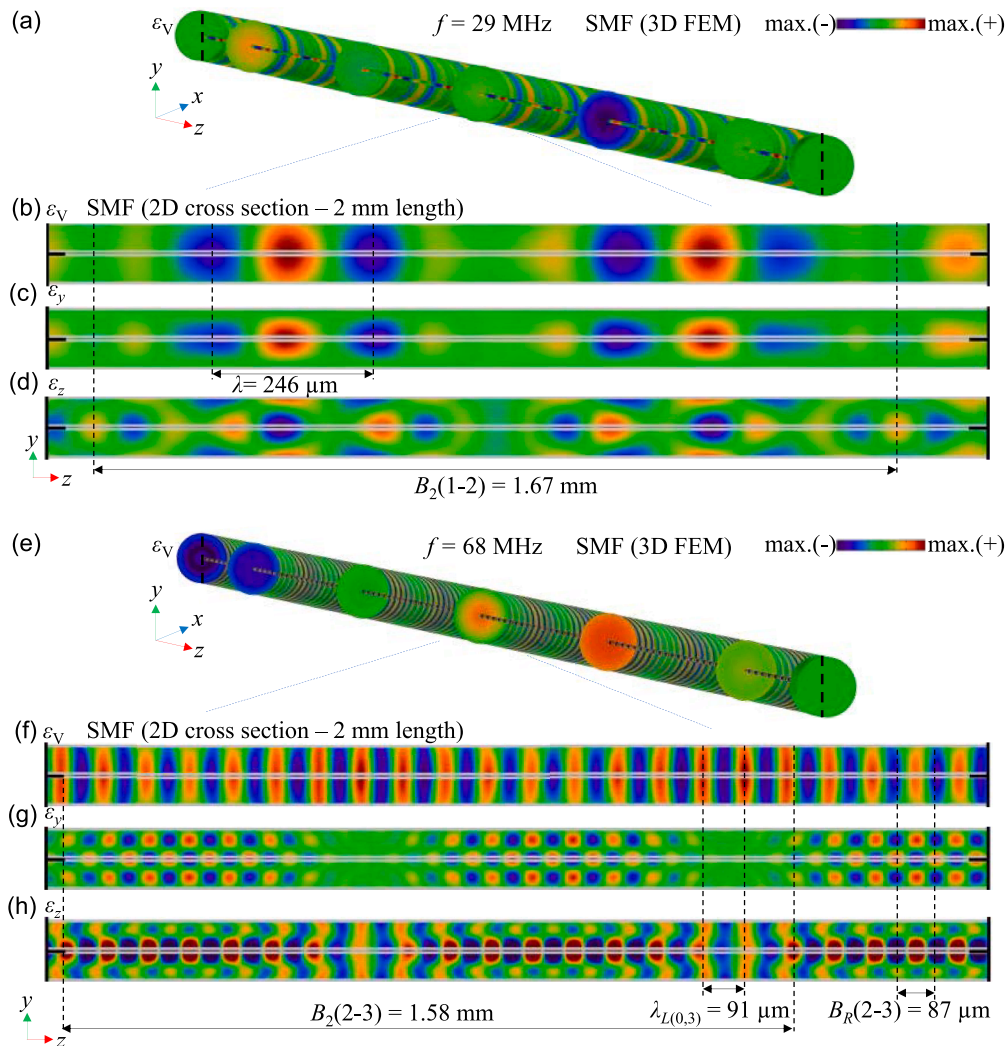 (a) εV f = 29 MHz SMF (3D FEM) max.(-) max.(+)
y
x
z
(b) εV SMF (2D cross section – 2 mm length)
(c) εy
λ= 246 µm
(d) εz
y
z
B2(1-2) = 1.67 mm
(e) εV f = 68 MHz SMF (3D FEM) max.(-) max.(+)
y
x
z
(f) εV SMF (2D cross section – 2 mm length)
(g) εy
(h) εz
y
z
B2(2-3) = 1.58 mm λL(0,3) = 91 µm BR(2-3) = 87 µm